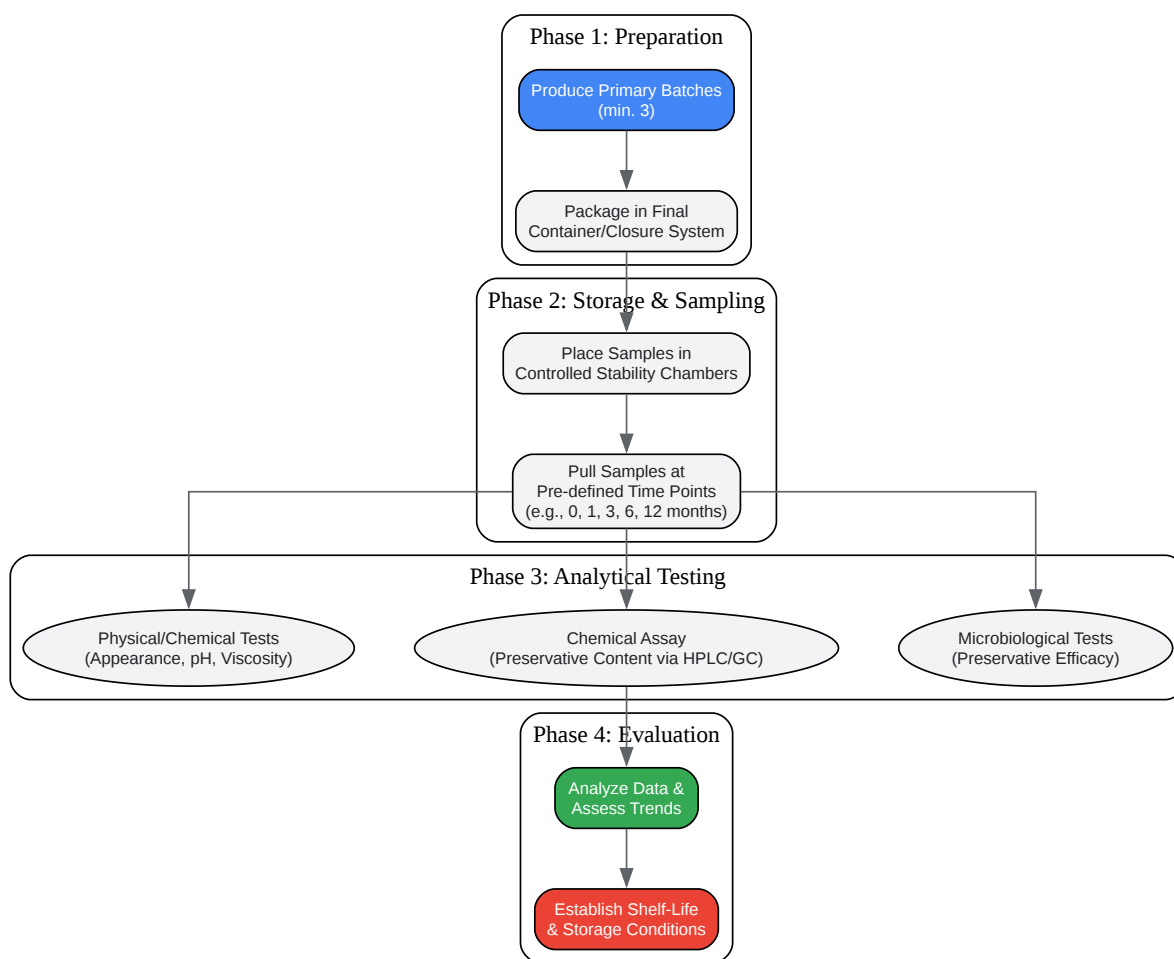 Phase 1: Preparation
Produce Primary Batches
(min. 3)
Package in Final
Container/Closure System
Phase 2: Storage & Sampling
Place Samples in
Controlled Stability Chambers
Pull Samples at
Pre-defined Time Points
(e.g., 0, 1, 3, 6, 12 months)
Phase 3: Analytical Testing
Physical/Chemical Tests
(Appearance, pH, Viscosity)
Chemical Assay
(Preservative Content via HPLC/GC)
Microbiological Tests
(Preservative Efficacy)
Phase 4: Evaluation
Analyze Data &
Assess Trends
Establish Shelf-Life
& Storage Conditions